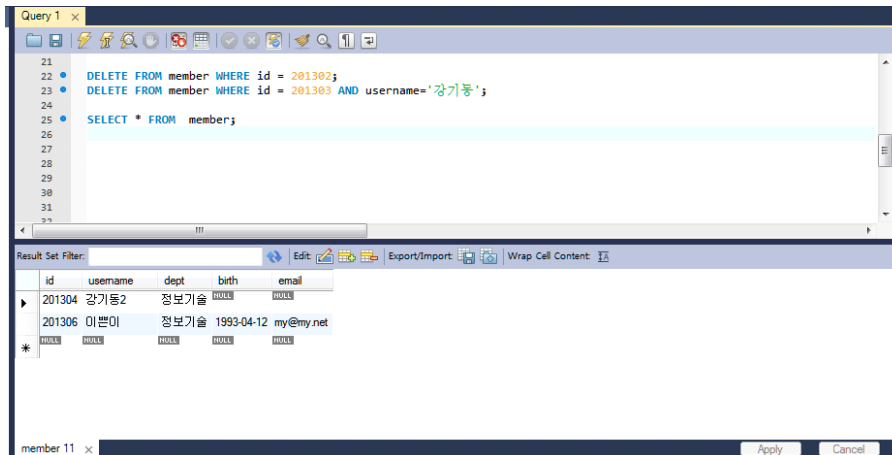 Query 1
21
22 DELETE FROM member WHERE id = 201302;
23 DELETE FROM member WHERE id = 201303 AND username='강기동';
24
25 SELECT * FROM  member;
26
27
28
29
30
31
32
Result Set Filter: Edit: Export/Import: Wrap Cell Content: IA
id username dept birth email
201304 강기동2 정보기술 NULL NULL
201306 이쁜이 정보기술 1993-04-12 my@my.net
NULL NULL NULL NULL NULL
member 11
Apply Cancel